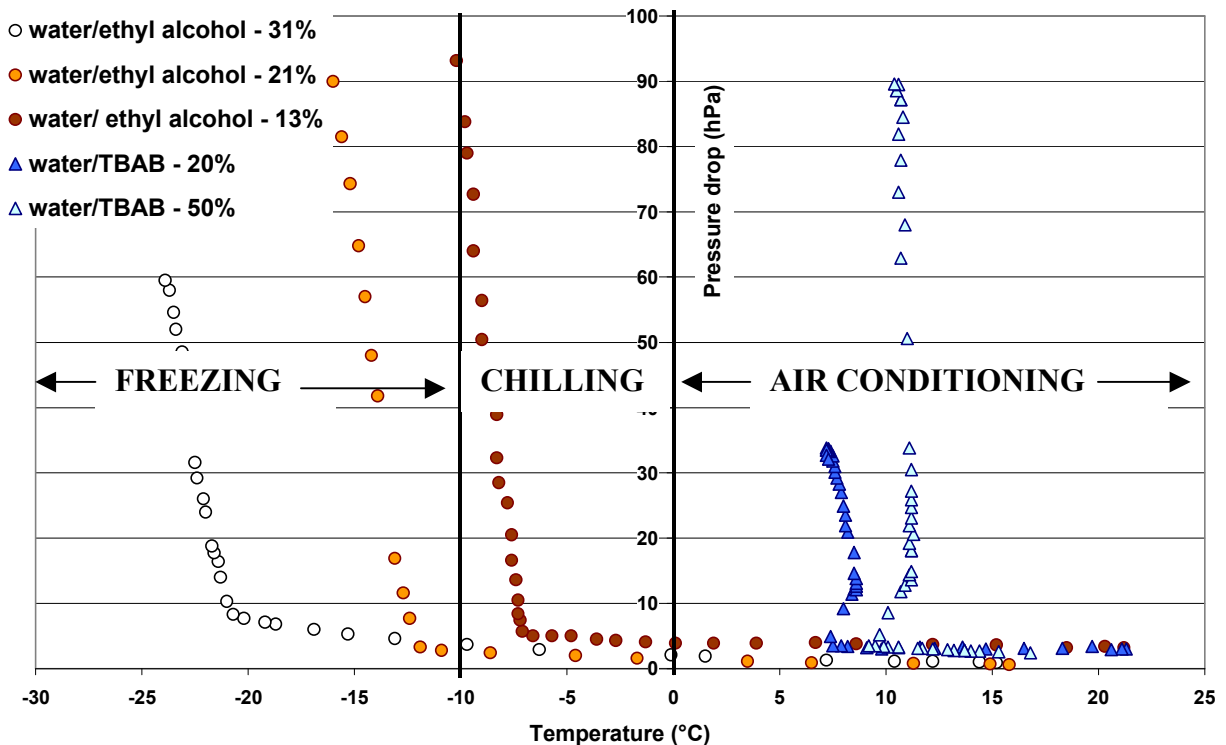 water/ethyl alcohol - 31%
water/ethyl alcohol - 21%
water/ ethyl alcohol - 13%
water/TBAB - 20%
water/TBAB - 50%
100
90
80
70
60
50
30
20
10
0
Pressure drop (hPa)
FREEZING
CHILLING
AIR CONDITIONING
-30 -25 -20 -15 -10 -5 0 5 10 15 20 25
Temperature (°C)